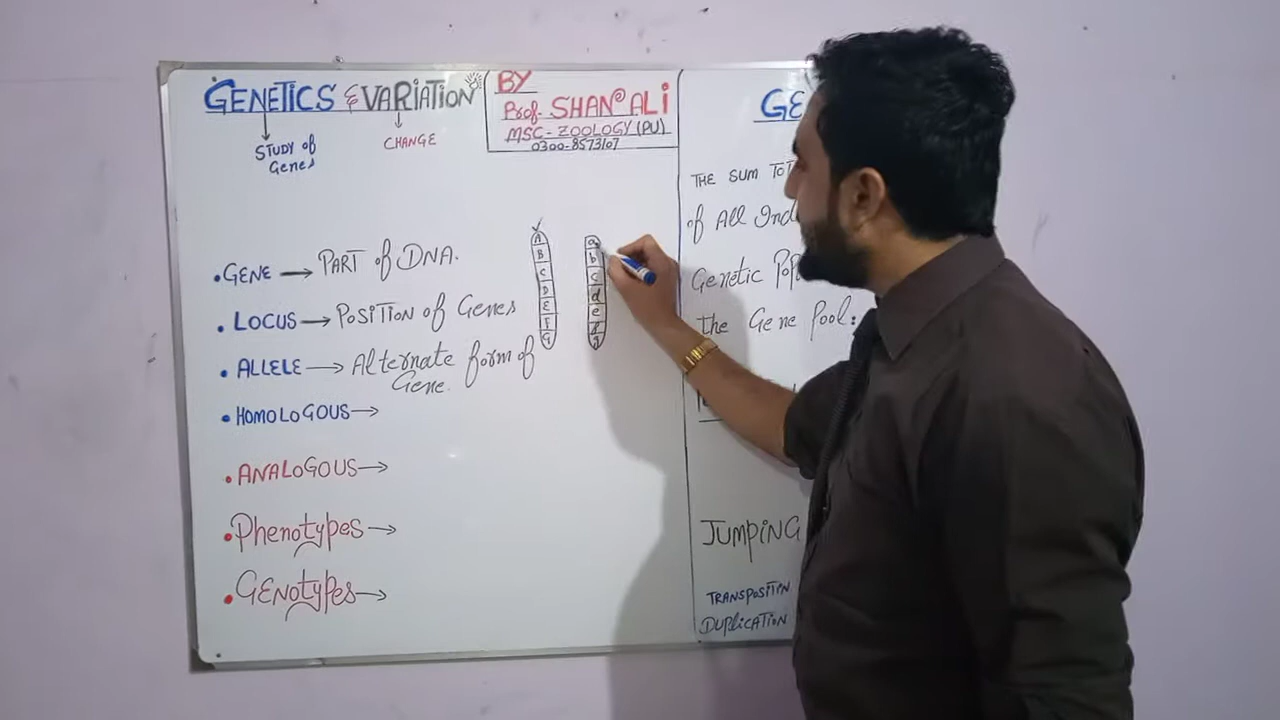 GENETICS & VARIATION
STUDY of
Genes
CHANGE
BY
Prof. SHAN ALI
MSC-ZOOLOGY (PU)
0300-8573107
• GENE → PART of DNA.
• LOCUS → POSITION of Genes
• ALLELE → Alternate form of
Gene.
• HOMOLOGOUS →
• ANALOGOUS →
• Phenotypes →
• GENOTYPES →
A
B
C
D
E
F
G
a
b
c
d
e
f
g
GE
THE SUM TOT
of All Ind
Genetic Pop
The Gene Pool:
JUMPING
TRANSPOSITIN
DUPLICATION